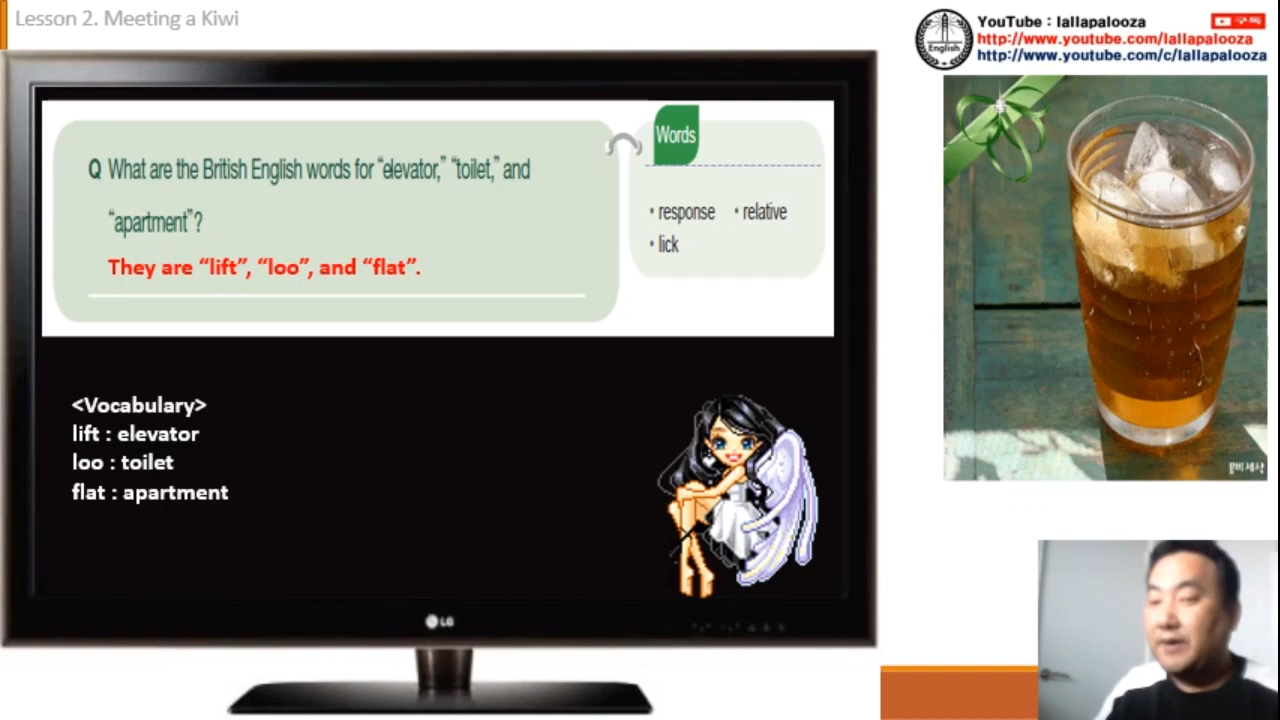 Lesson 2. Meeting a Kiwi
YouTube : lallapalooza
구독
http://www.youtube.com/lallapalooza
http://www.youtube.com/c/lallapalooza
English
Q What are the British English words for “elevator,” “toilet,” and
“apartment”?
They are “lift”, “loo”, and “flat”.
Words
• response • relative
• lick
<Vocabulary>
lift : elevator
loo : toilet
flat : apartment
LG